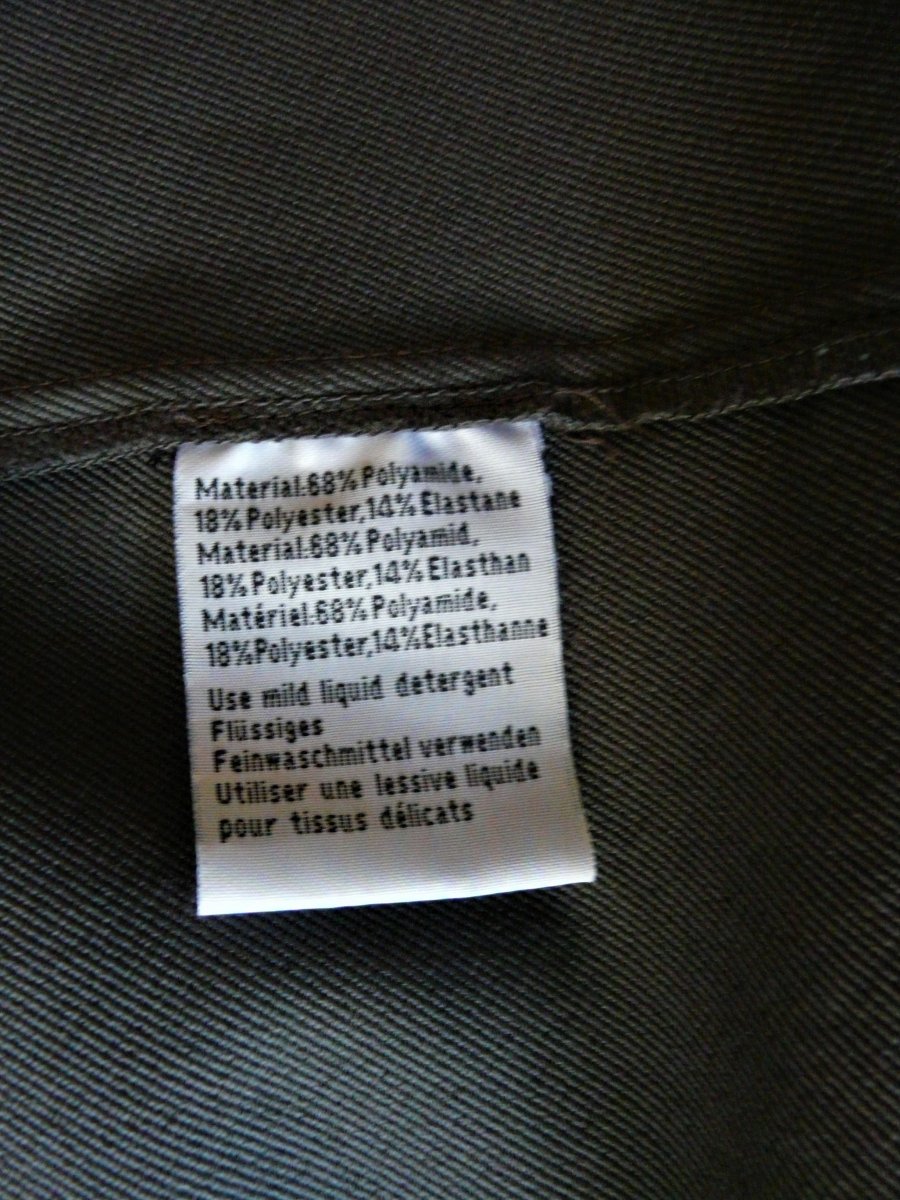 Material:68% Polyamide,
18% Polyester,14% Elastane
Material:68% Polyamid,
18% Polyester,14% Elasthan
Matériel:68% Polyamide,
18%Polyester,14%Elasthanne
Use mild liquid detergent
Flüssiges
Feinwaschmittel verwenden
Utiliser une lessive liquide
pour tissus délicats